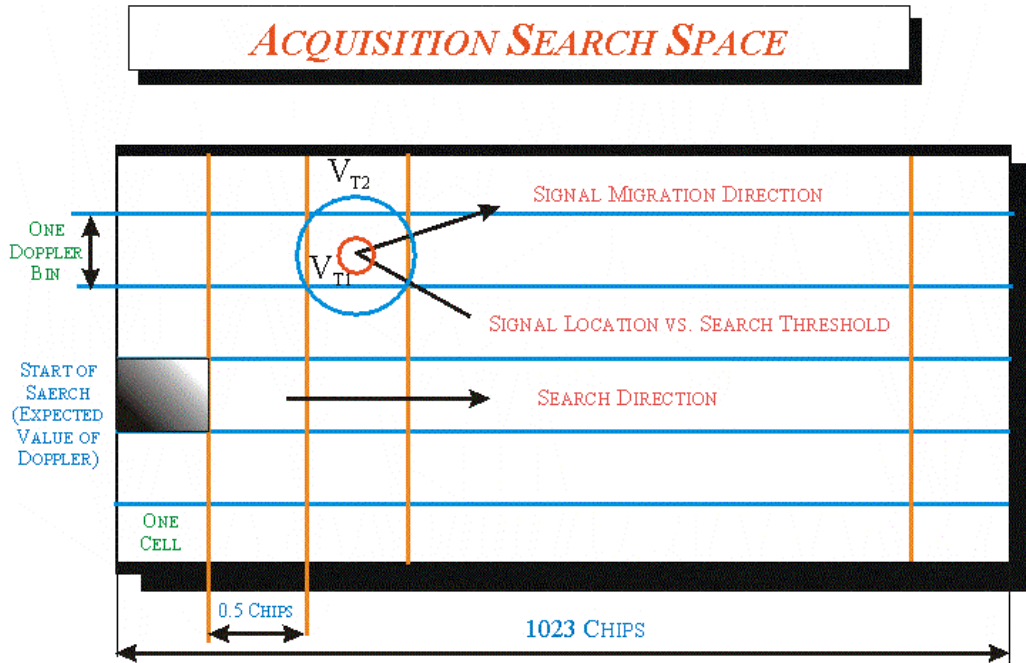 ACQUISITION SEARCH SPACE
VT2
SIGNAL MIGRATION DIRECTION
ONE
DOPPLER
BIN
VT1
SIGNAL LOCATION VS. SEARCH THRESHOLD
START OF
SAERCH
(EXPECTED
VALUE OF
DOPPLER)
SEARCH DIRECTION
ONE
CELL
0.5 CHIPS
1023 CHIPS